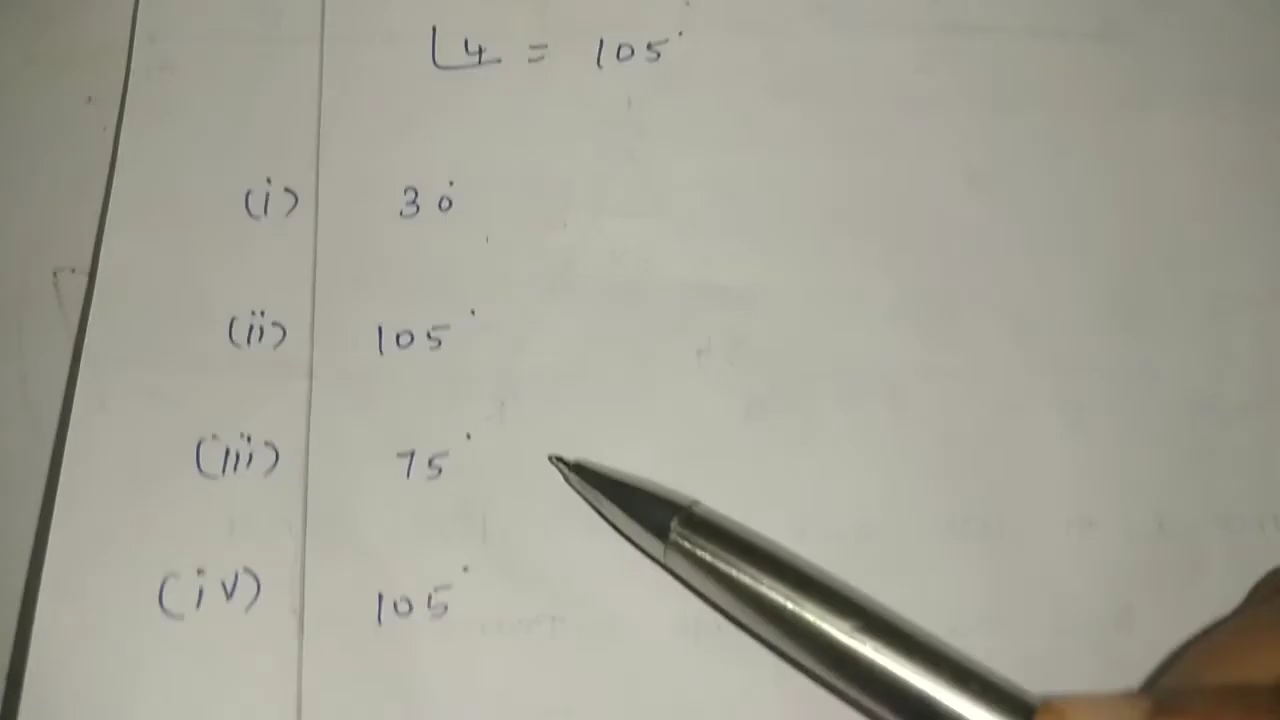 ∠4 = 105°
(i) 30°
(ii) 105°
(iii) 75°
(iv) 105°